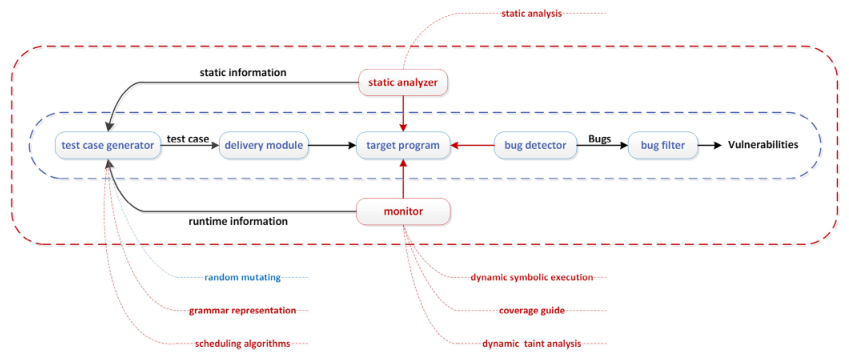 static analysis
static information
static analyzer
test case generator
test case
delivery module
target program
bug detector
Bugs
bug filter
Vulnerabilities
monitor
runtime information
random mutating
dynamic symbolic execution
grammar representation
coverage guide
scheduling algorithms
dynamic taint analysis